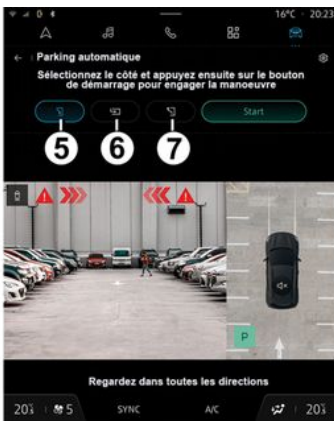 16°C · 20:23
← Parking automatique
Sélectionnez le côté et appuyez ensuite sur le bouton
de démarrage pour engager la manoeuvre
Start
5 6 7
P
Regardez dans toutes les directions
5 SYNC A/C